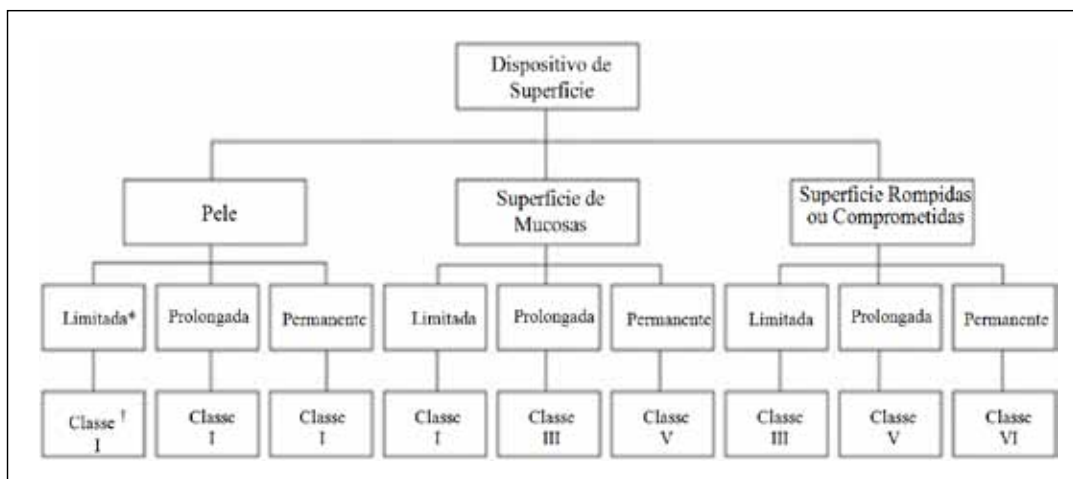 Dispositivo de
Superficie
Pele
Superficie de
Mucosas
Superficie Rompidas
ou Comprometidas
Limitada*
Prolongada
Permanente
Limitada
Prolongada
Permanente
Limitada
Prolongada
Permanente
Classe †
I
Classe
I
Classe
I
Classe
I
Classe
III
Classe
V
Classe
III
Classe
V
Classe
VI